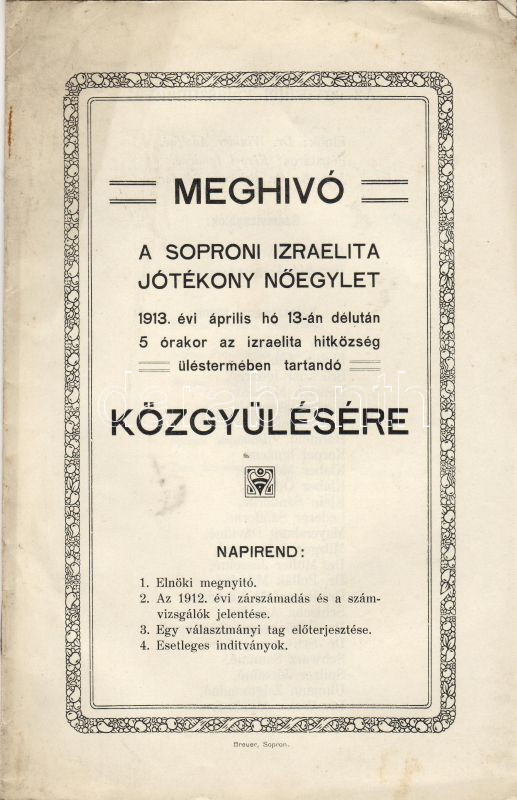 MEGHIVÓ
A SOPRONI IZRAELITA
JÓTÉKONY NŐEGYLET
1913. évi április hó 13-án délután
5 órakor az izraelita hitközség
üléstermében tartandó
KÖZGYÜLÉSÉRE
NAPIREND:
1. Elnöki megnyitó.
2. Az 1912. évi zárszámadás és a szám-
vizsgálók jelentése.
3. Egy választmányi tag előterjesztése.
4. Esetleges inditványok.
Breuer, Sopron.